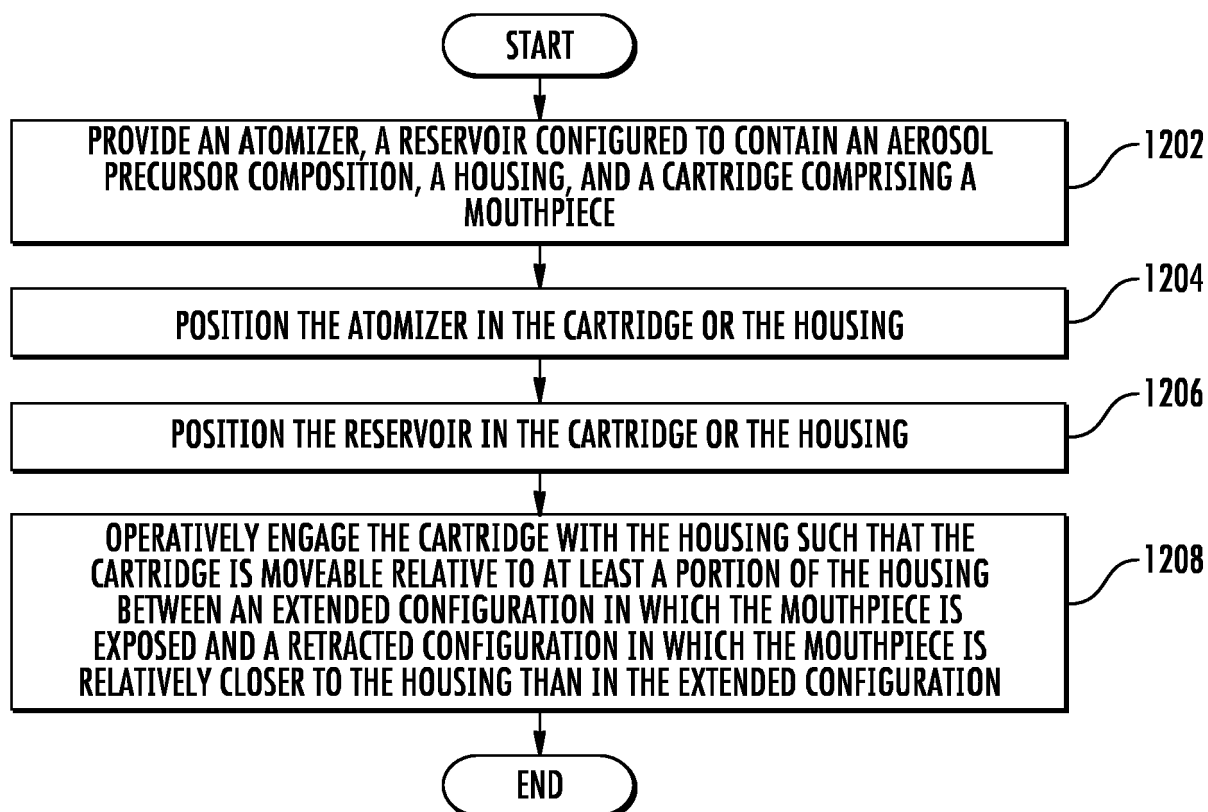 START
PROVIDE AN ATOMIZER, A RESERVOIR CONFIGURED TO CONTAIN AN AEROSOL
PRECURSOR COMPOSITION, A HOUSING, AND A CARTRIDGE COMPRISING A
MOUTHPIECE
1202
POSITION THE ATOMIZER IN THE CARTRIDGE OR THE HOUSING
1204
POSITION THE RESERVOIR IN THE CARTRIDGE OR THE HOUSING
1206
OPERATIVELY ENGAGE THE CARTRIDGE WITH THE HOUSING SUCH THAT THE
CARTRIDGE IS MOVEABLE RELATIVE TO AT LEAST A PORTION OF THE HOUSING
BETWEEN AN EXTENDED CONFIGURATION IN WHICH THE MOUTHPIECE IS
EXPOSED AND A RETRACTED CONFIGURATION IN WHICH THE MOUTHPIECE IS
RELATIVELY CLOSER TO THE HOUSING THAN IN THE EXTENDED CONFIGURATION
1208
END